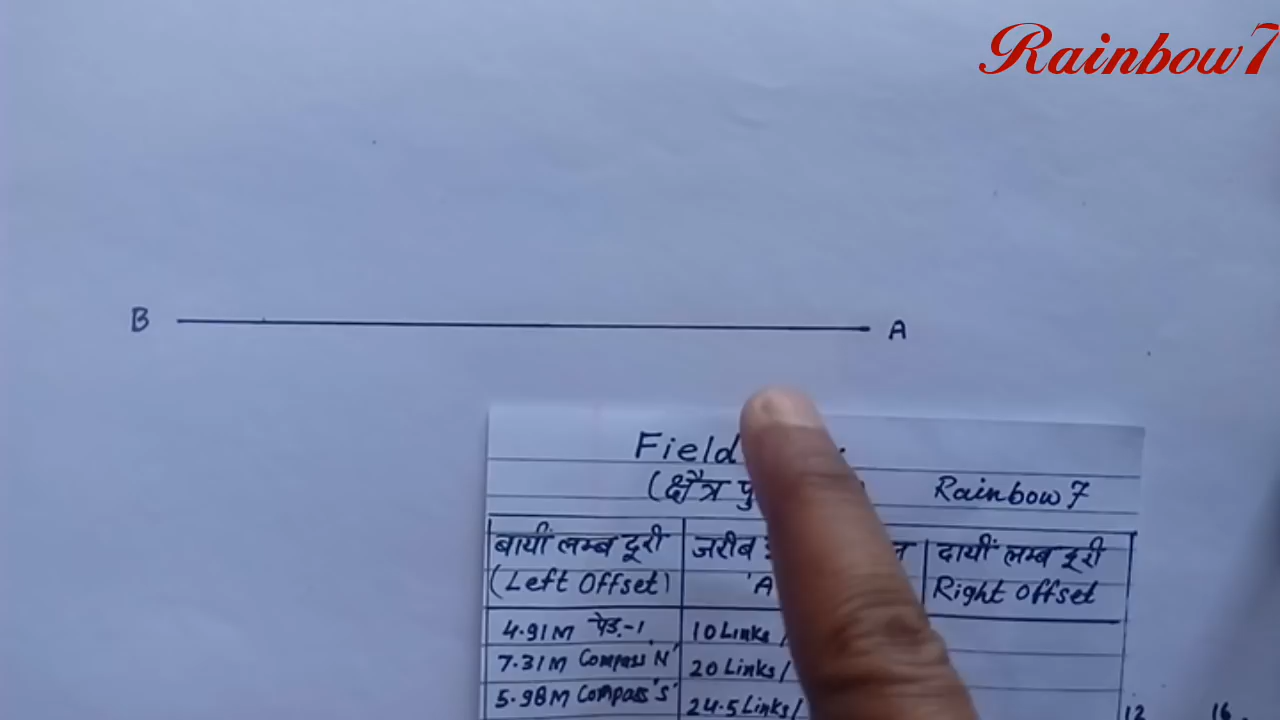 Rainbow7
B A
Field
(क्षेत्र Rainbow 7
बायीं लम्ब दूरी जरीब दायीं लम्ब दूरी
(Left Offset) 'A Right Offset
4.91M पेड़-1 10 Links/
7.31M Compass 'N' 20 Links/
5.98M Compass 'S' 24.5 Links/
12 16